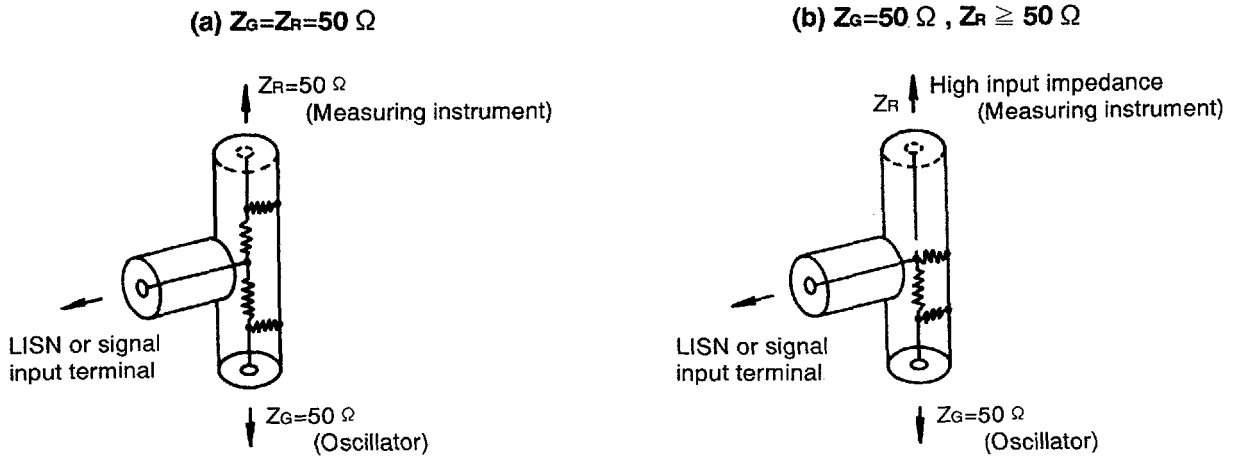 (a) ZG=ZR=50 Ω
ZR=50 Ω
(Measuring instrument)
LISN or signal
input terminal
ZG=50 Ω
(Oscillator)
(b) ZG=50 Ω , ZR ≧ 50 Ω
High input impedance
ZR
(Measuring instrument)
LISN or signal
input terminal
ZG=50 Ω
(Oscillator)